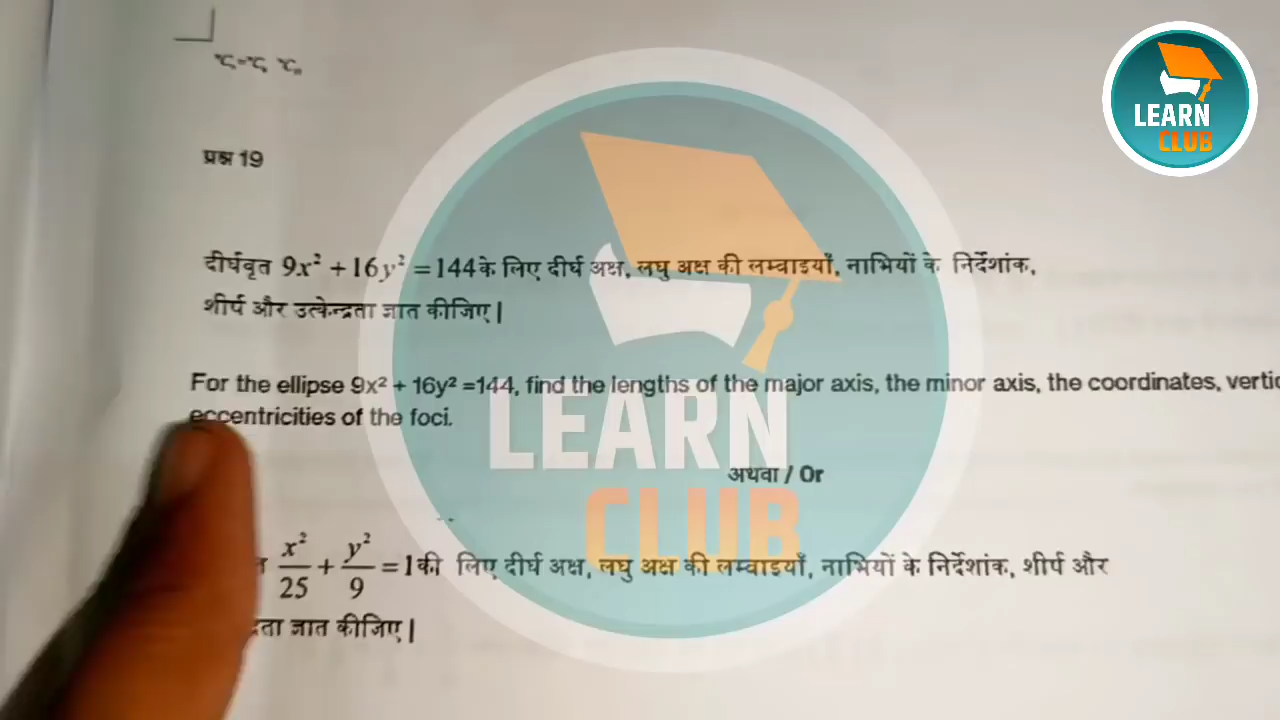 LEARN
CLUB
प्रश्न 19
दीर्घवृत 9x² + 16y² = 144 के लिए दीर्घ अक्ष, लघु अक्ष की लम्वाइयाँ, नाभियों के निर्देशांक,
शीर्ष और उत्केन्द्रता ज्ञात कीजिए |
For the ellipse 9x² + 16y² =144, find the lengths of the major axis, the minor axis, the coordinates,
eccentricities of the foci.
LEARN
CLUB
अथवा / Or
x²/25 + y²/9 = 1 की लिए दीर्घ अक्ष, लघु अक्ष की लम्वाइयाँ, नाभियों के निर्देशांक, शीर्ष और
ज्ञात कीजिए |